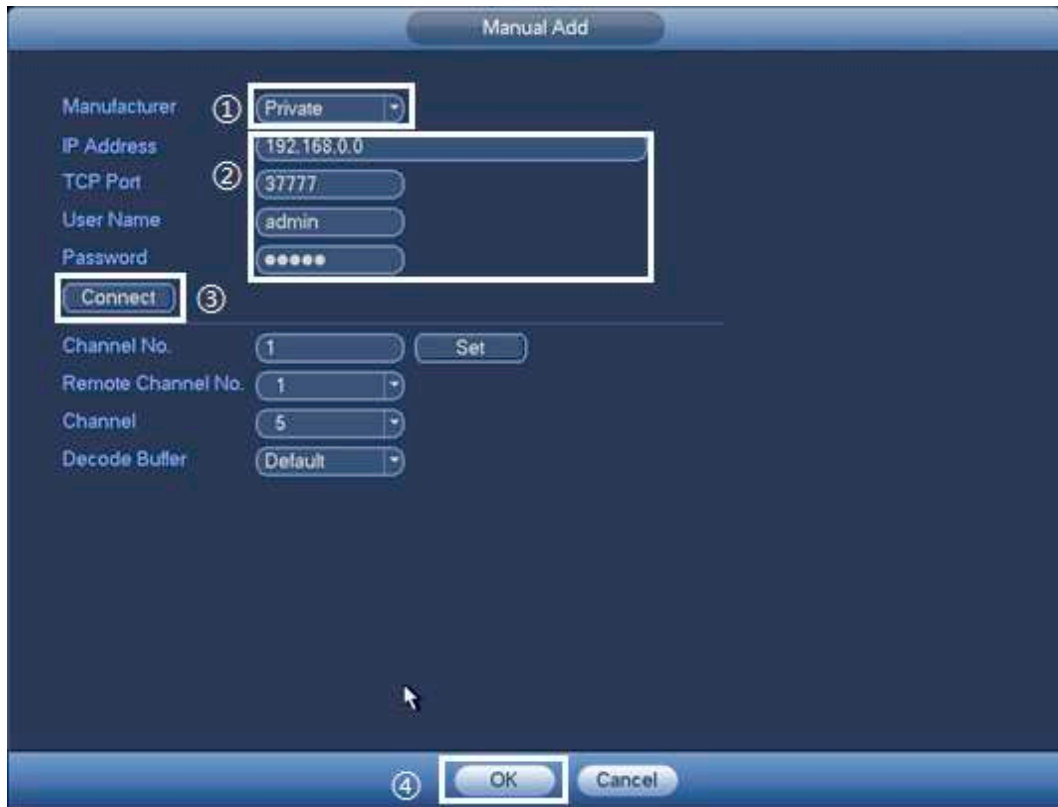 Manual Add
Manufacturer ① Private
IP Address 192.168.0.0
TCP Port ② 37777
User Name admin
Password ●●●●●
Connect ③
Channel No. 1 Set
Remote Channel No. 1
Channel 5
Decode Buffer Default
④ OK Cancel